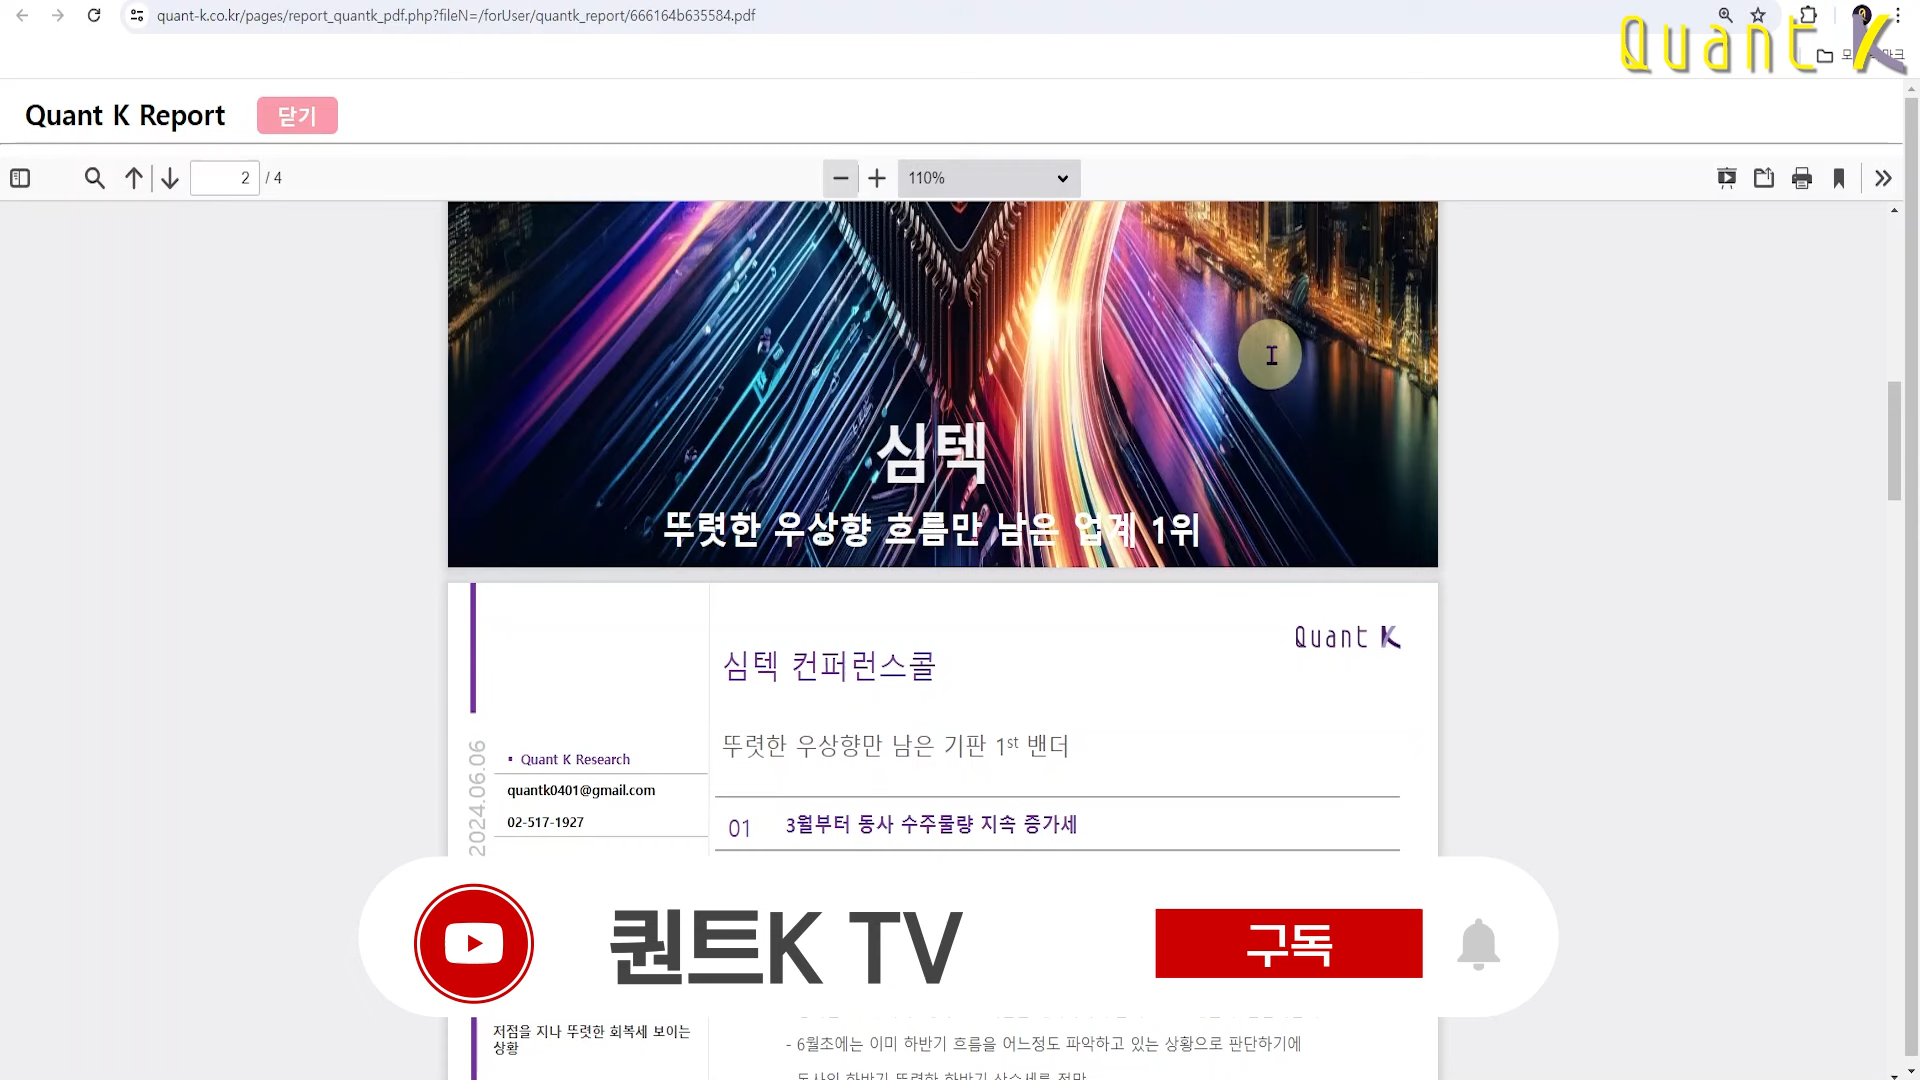 quant-k.co.kr/pages/report_quantk_pdf.php?fileN=/forUser/quantk_report/666164b635584.pdf
Quant K
Quant K Report
닫기
2 / 4
110%
심텍
뚜렷한 우상향 흐름만 남은 업계 1위
Quant K
심텍 컨퍼런스콜
뚜렷한 우상향만 남은 기판 1st 밴더
2024.06.06
▪ Quant K Research
quantk0401@gmail.com
02-517-1927
01 3월부터 동사 수주물량 지속 증가세
퀀트K TV
구독
저점을 지나 뚜렷한 회복세 보이는
상황
- 6월초에는 이미 하반기 흐름을 어느정도 파악하고 있는 상황으로 판단하기에